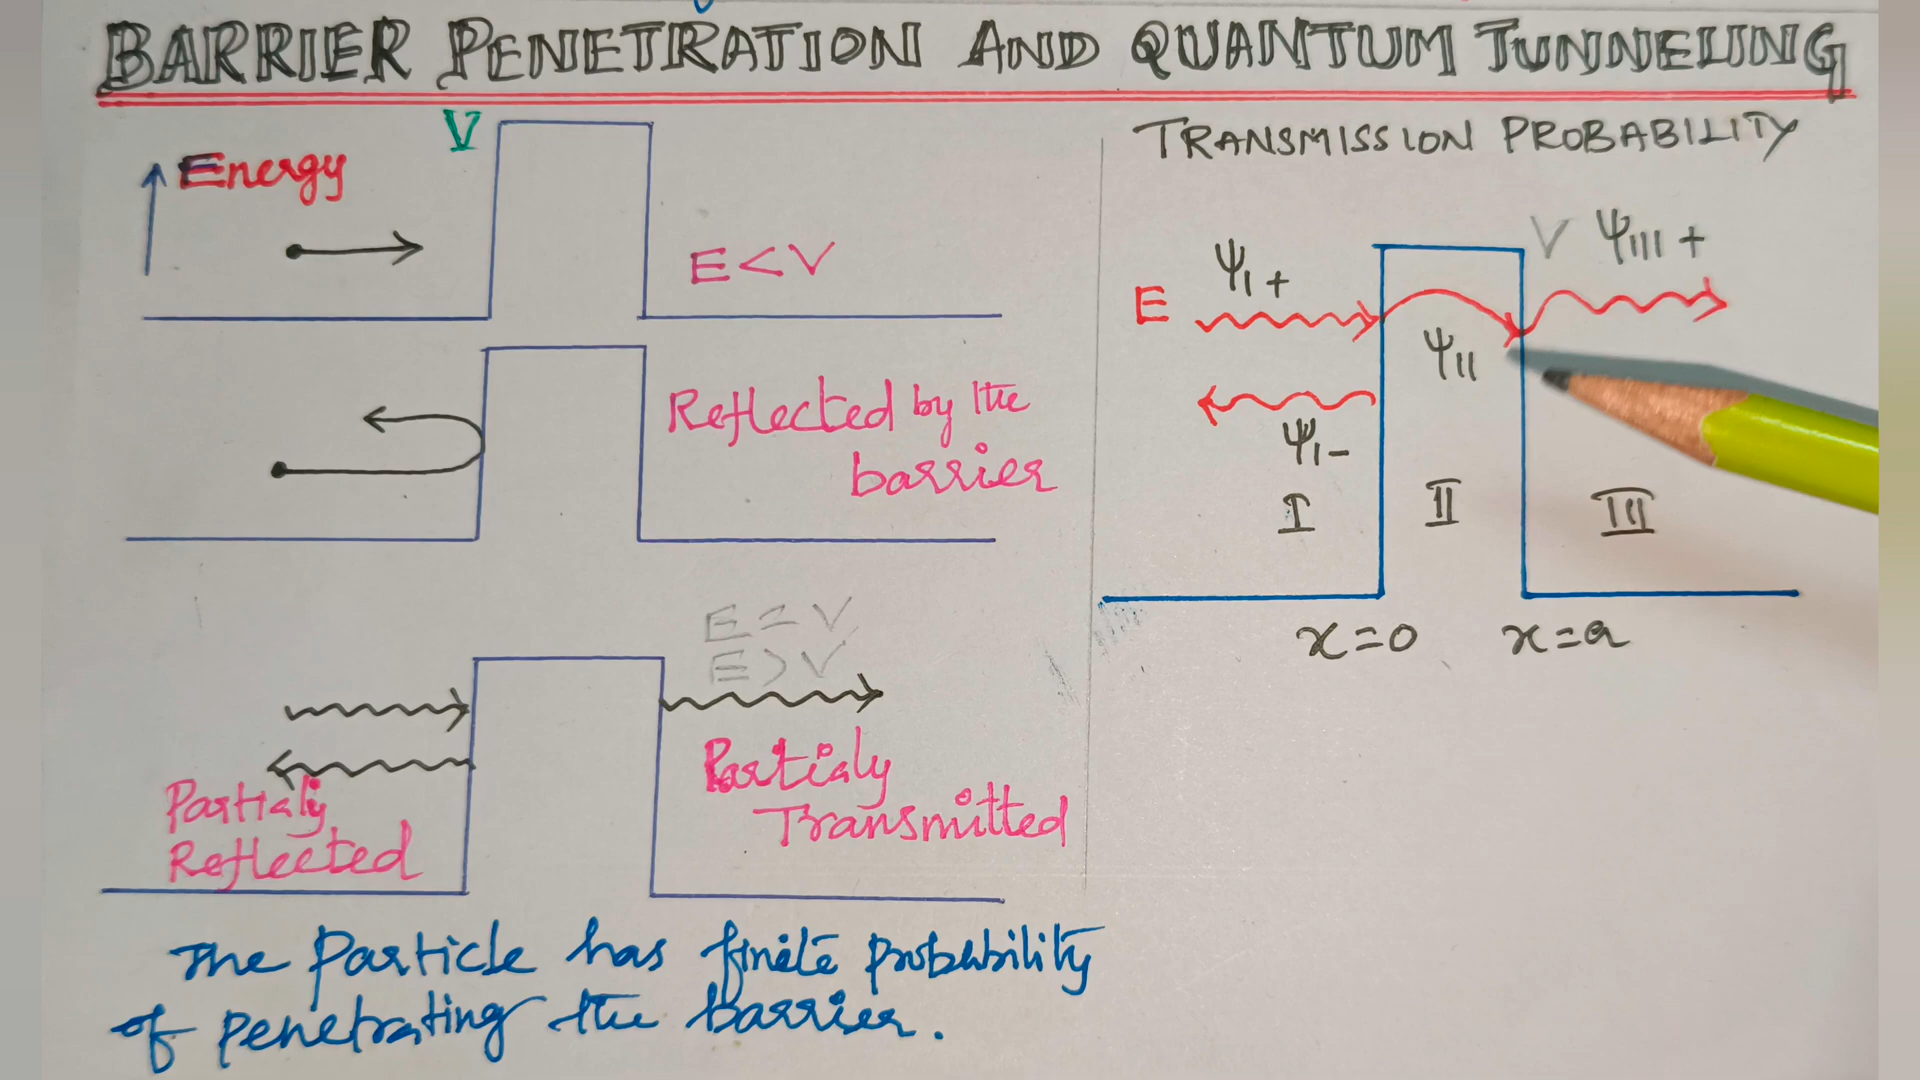 BARRIER PENETRATION AND QUANTUM TUNNELING
V
Energy
E<V
Reflected by the
barrier
E=V
E>V
Partialy
Reflected
Partialy
Transmitted
The Particle has finite probability
of penetrating the barrier.
TRANSMISSION PROBABILITY
V
ψIII+
ψI+
E
ψII
ψI-
I
II
III
x=0
x=a